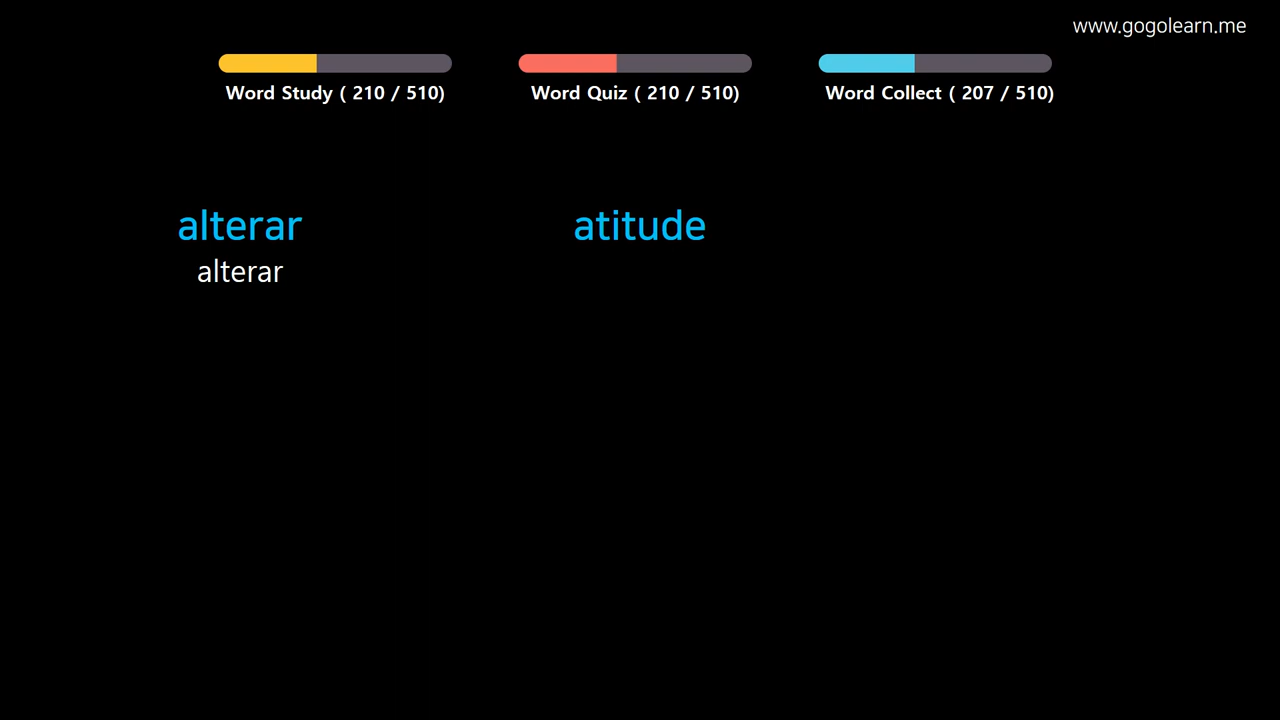 www.gogolearn.me
Word Study ( 210 / 510)
Word Quiz ( 210 / 510)
Word Collect ( 207 / 510)
alterar
atitude
alterar